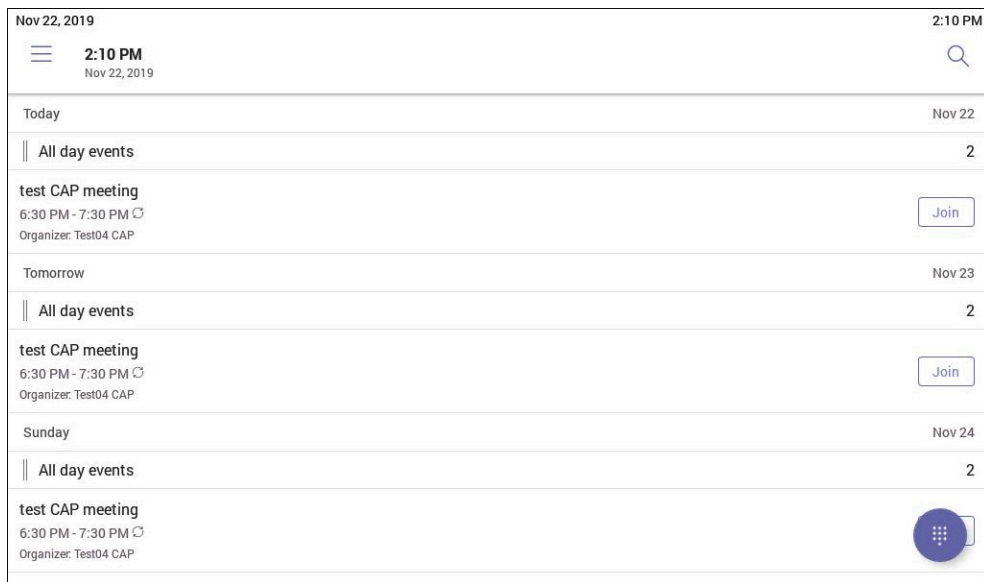 Nov 22, 2019 2:10 PM
2:10 PM
Nov 22, 2019
Today Nov 22
All day events 2
test CAP meeting
6:30 PM - 7:30 PM
Join
Organizer: Test04 CAP
Tomorrow Nov 23
All day events 2
test CAP meeting
6:30 PM - 7:30 PM
Join
Organizer: Test04 CAP
Sunday Nov 24
All day events 2
test CAP meeting
6:30 PM - 7:30 PM
Organizer: Test04 CAP